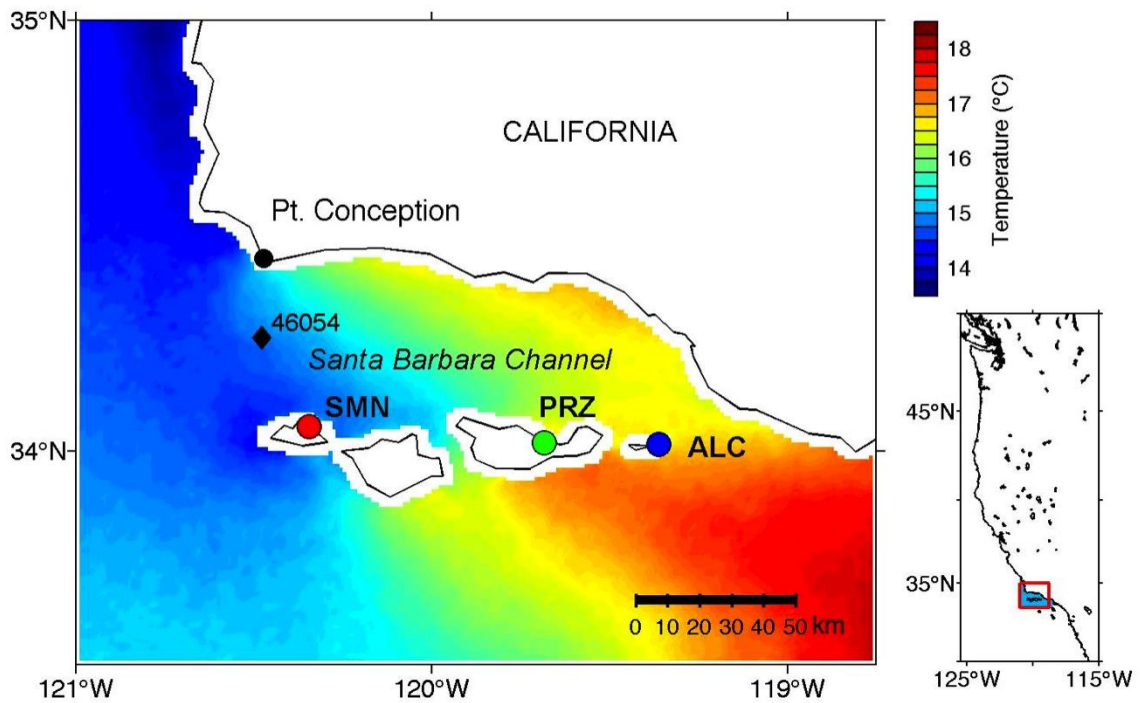 35°N
CALIFORNIA
Pt. Conception
46054
Santa Barbara Channel
SMN
PRZ
34°N
ALC
0 10 20 30 40 50 km
121°W
120°W
119°W
18
17
16
15
14
Temperature (°C)
45°N
35°N
125°W
115°W